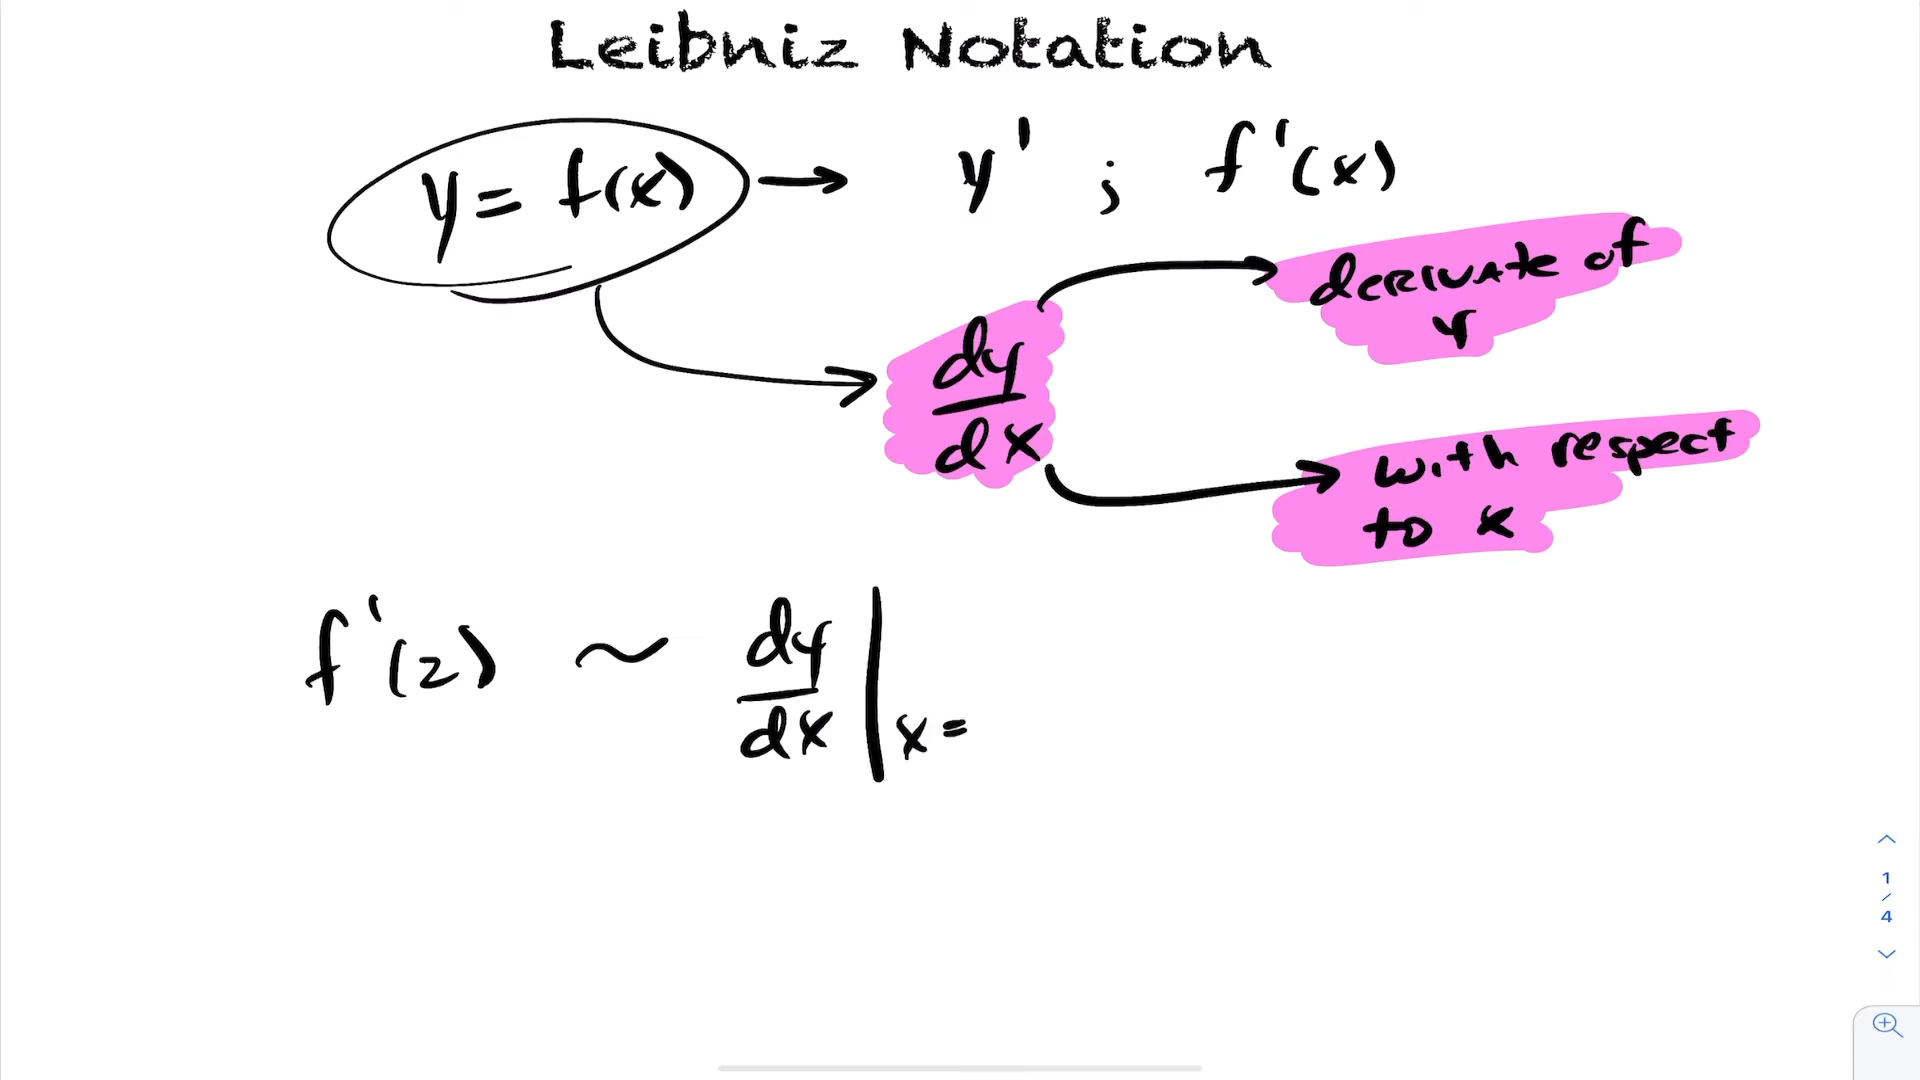 Leibniz Notation
y = f(x) → y' ; f'(x)
derivate of
y
dy
dx
with respect
to x
f'(2) ~ dy/dx | x =
1
/
4